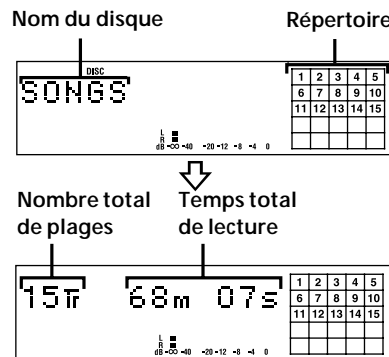 Nom du disque
Répertoire
DISC
SONGS
1 2 3 4 5
6 7 8 9 10
11 12 13 14 15
L
R
dB -∞ -40 -20 -12 -8 -4 0
Nombre total de plages
Temps total de lecture
15Tr 68m 07s
1 2 3 4 5
6 7 8 9 10
11 12 13 14 15
L
R
dB -∞ -40 -20 -12 -8 -4 0